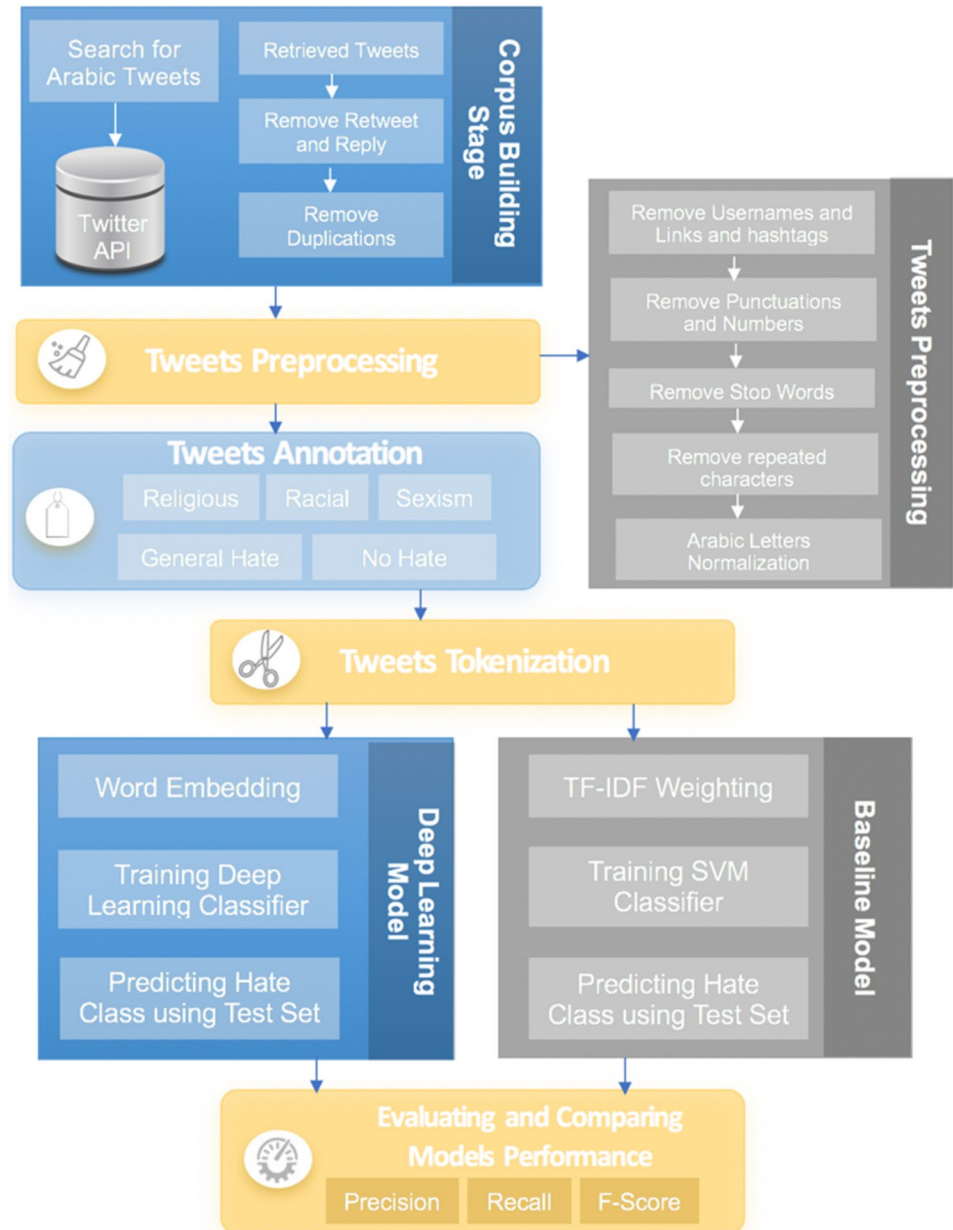 Search for
Arabic Tweets
Twitter
API
Retrieved Tweets
Remove Retweet
and Reply
Remove
Duplications
Corpus Building
Stage
Tweets Preprocessing
Remove Usernames and
Links and hashtags
Remove Punctuations
and Numbers
Remove Stop Words
Remove repeated
characters
Arabic Letters
Normalization
Tweets Preprocessing
Tweets Annotation
Religious
Racial
Sexism
General Hate
No Hate
Tweets Tokenization
Word Embedding
Training Deep
Learning Classifier
Predicting Hate
Class using Test Set
Deep Learning
Model
TF-IDF Weighting
Training SVM
Classifier
Predicting Hate
Class using Test Set
Baseline Model
Evaluating and Comparing
Models Performance
Precision
Recall
F-Score